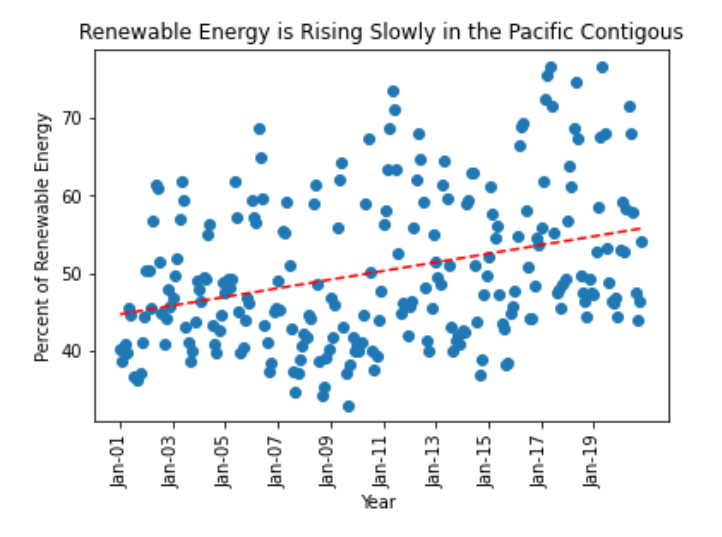 Renewable Energy is Rising Slowly in the Pacific Contigous
Percent of Renewable Energy
70
60
50
40
Jan-01
Jan-03
Jan-05
Jan-07
Jan-09
Jan-11
Jan-13
Jan-15
Jan-17
Jan-19
Year